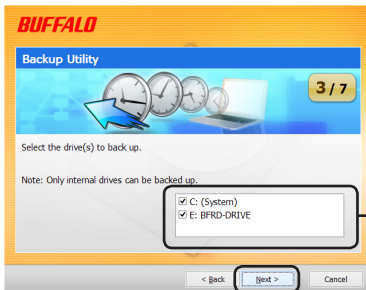 BUFFALO
Backup Utility
3 / 7
Select the drive(s) to back up.
Note: Only internal drives can be backed up.
C: (System)
E: BFRD-DRIVE
< Back
Next >
Cancel